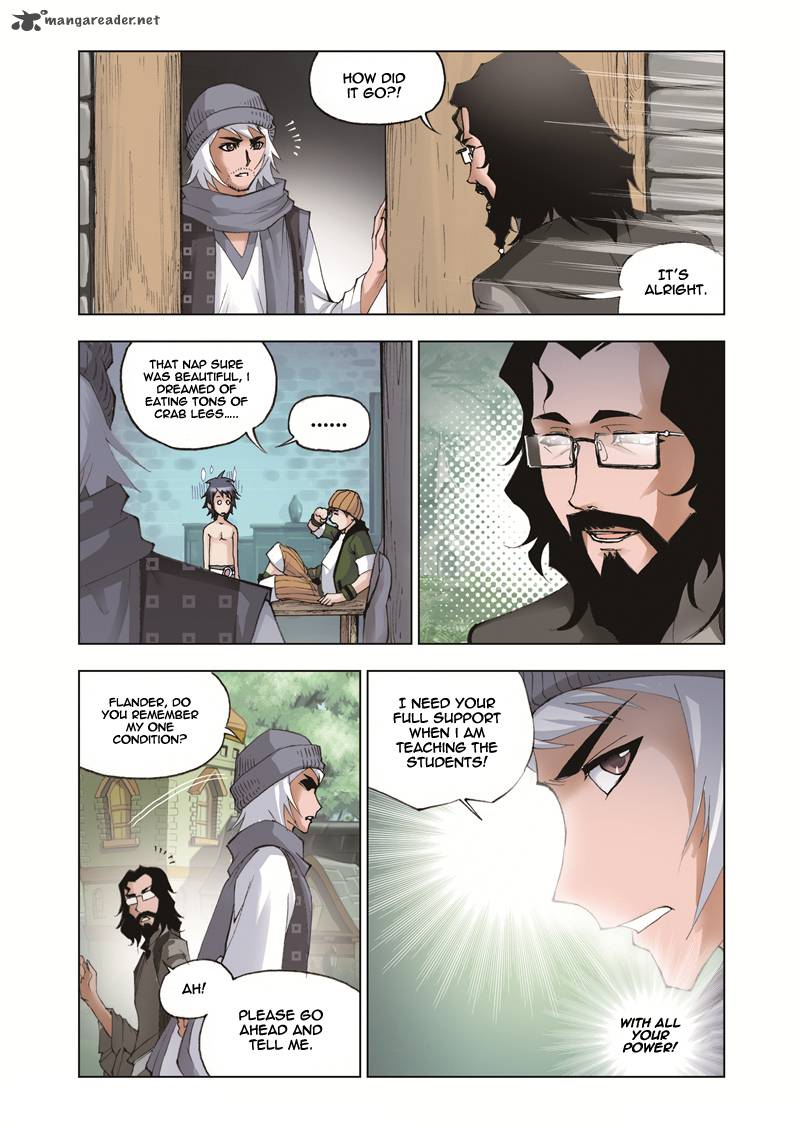 mangareader.net
HOW DID
IT GO?!
IT'S
ALRIGHT.
THAT NAP SURE
WAS BEAUTIFUL, I
DREAMED OF
EATING TONS OF
CRAB LEGS.....
......
FLANDER, DO
YOU REMEMBER
MY ONE
CONDITION?
AH!
PLEASE GO
AHEAD AND
TELL ME.
I NEED YOUR
FULL SUPPORT
WHEN I AM
TEACHING THE
STUDENTS!
WITH ALL
YOUR
POWER!